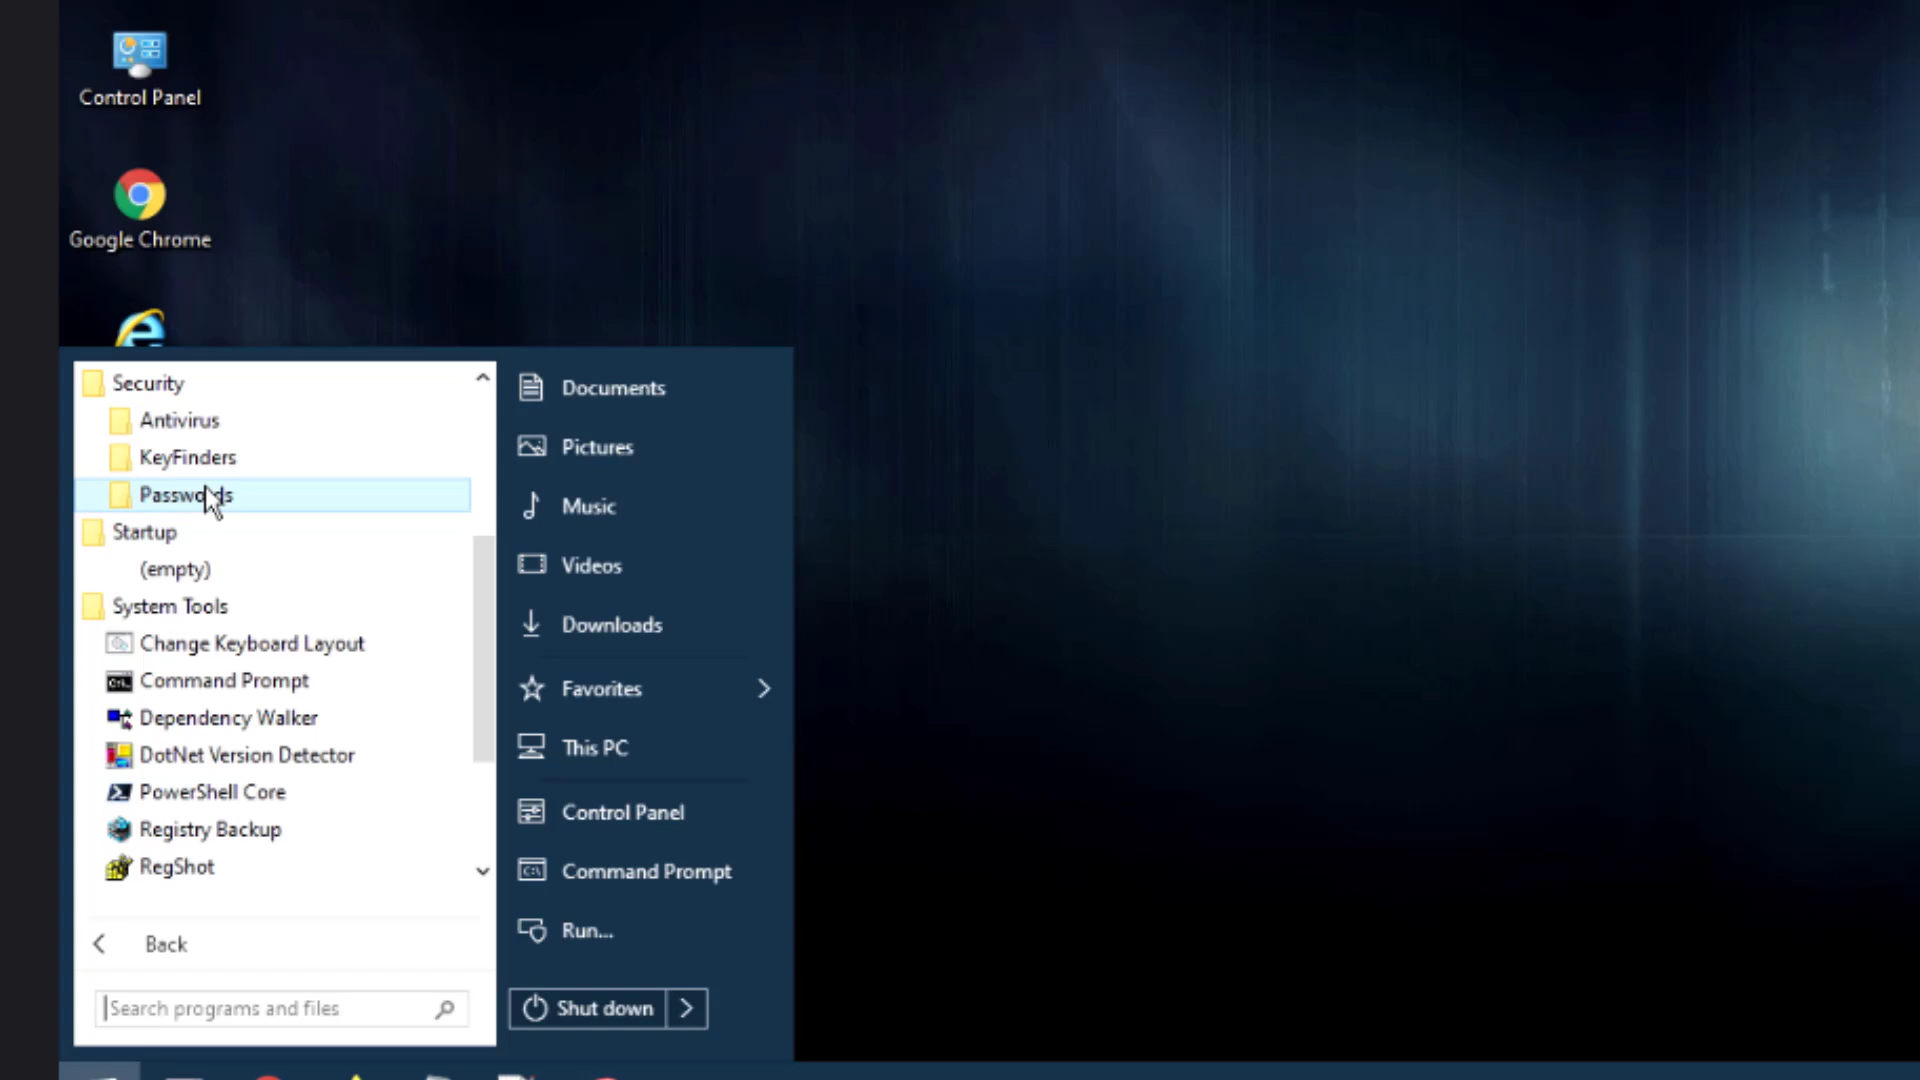 Control Panel
Google Chrome
Security
Antivirus
KeyFinders
Passwords
Startup
(empty)
System Tools
Change Keyboard Layout
Command Prompt
Dependency Walker
DotNet Version Detector
PowerShell Core
Registry Backup
RegShot
Back
Search programs and files
Documents
Pictures
Music
Videos
Downloads
Favorites
This PC
Control Panel
Command Prompt
Run...
Shut down